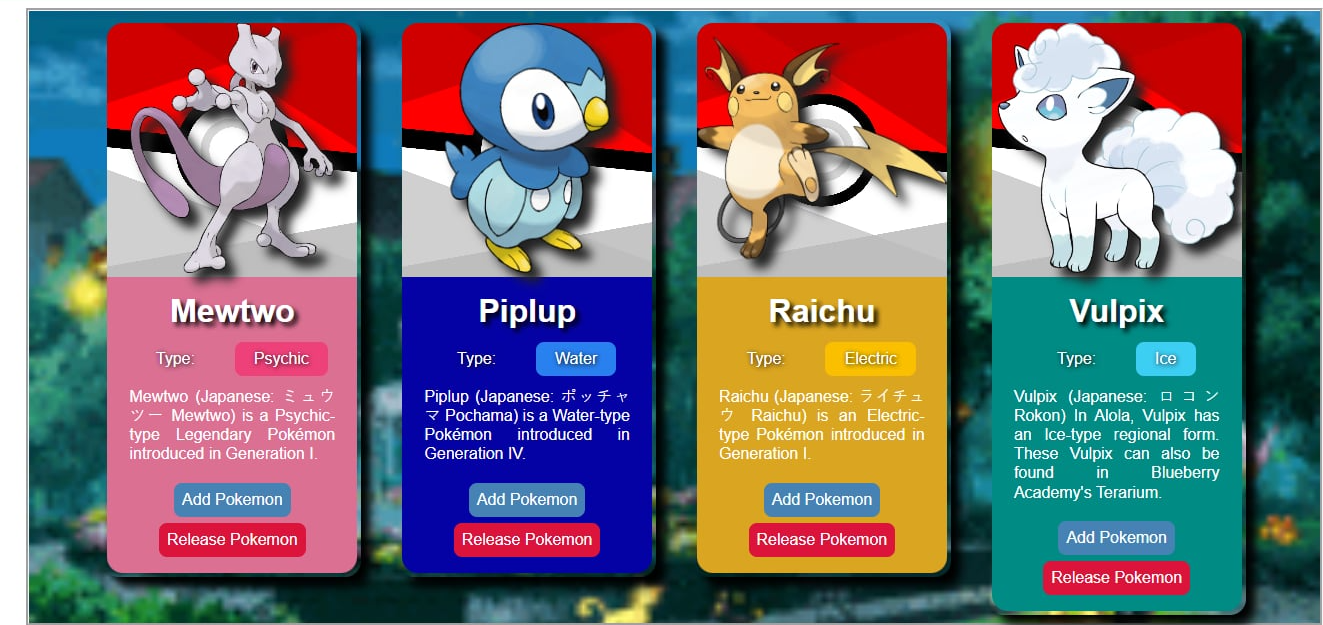 Mewtwo
Type:
Psychic
Mewtwo (Japanese: ミュウ
ツー Mewtwo) is a Psychic-
type Legendary Pokémon
introduced in Generation I.
Add Pokemon
Release Pokemon
Piplup
Type:
Water
Piplup (Japanese: ポッチャ
マ Pochama) is a Water-type
Pokémon introduced in
Generation IV.
Add Pokemon
Release Pokemon
Raichu
Type:
Electric
Raichu (Japanese: ライチュ
ウ Raichu) is an Electric-
type Pokémon introduced in
Generation I.
Add Pokemon
Release Pokemon
Vulpix
Type:
Ice
Vulpix (Japanese: ロコン
Rokon) In Alola, Vulpix has
an Ice-type regional form.
These Vulpix can also be
found in Blueberry
Academy's Terarium.
Add Pokemon
Release Pokemon